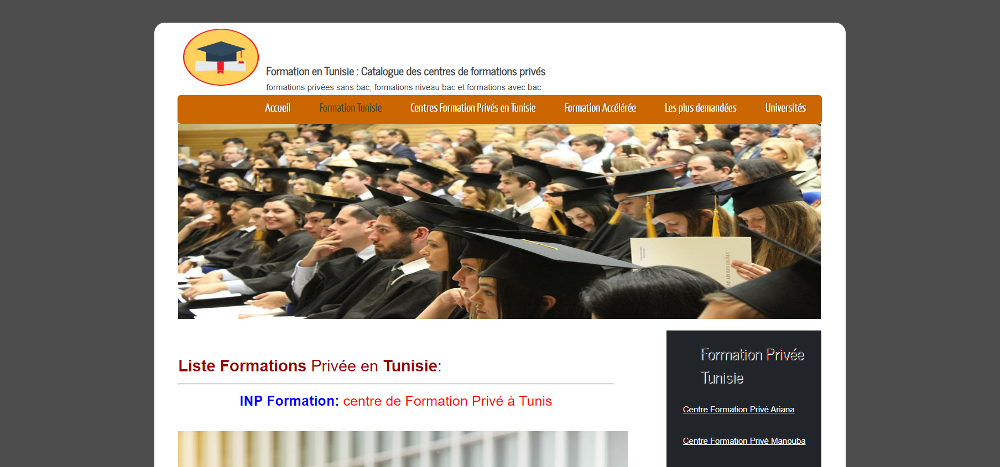 Formation en Tunisie : Catalogue des centres de formations privés
formations privées sans bac, formations niveau bac et formations avec bac
Accueil Formation Tunisie Centres Formation Privés en Tunisie Formation Accélérée Les plus demandées Universités
Liste Formations Privée en Tunisie:
INP Formation: centre de Formation Privé à Tunis
Formation Privée
Tunisie
Centre Formation Privé Ariana
Centre Formation Privé Manouba